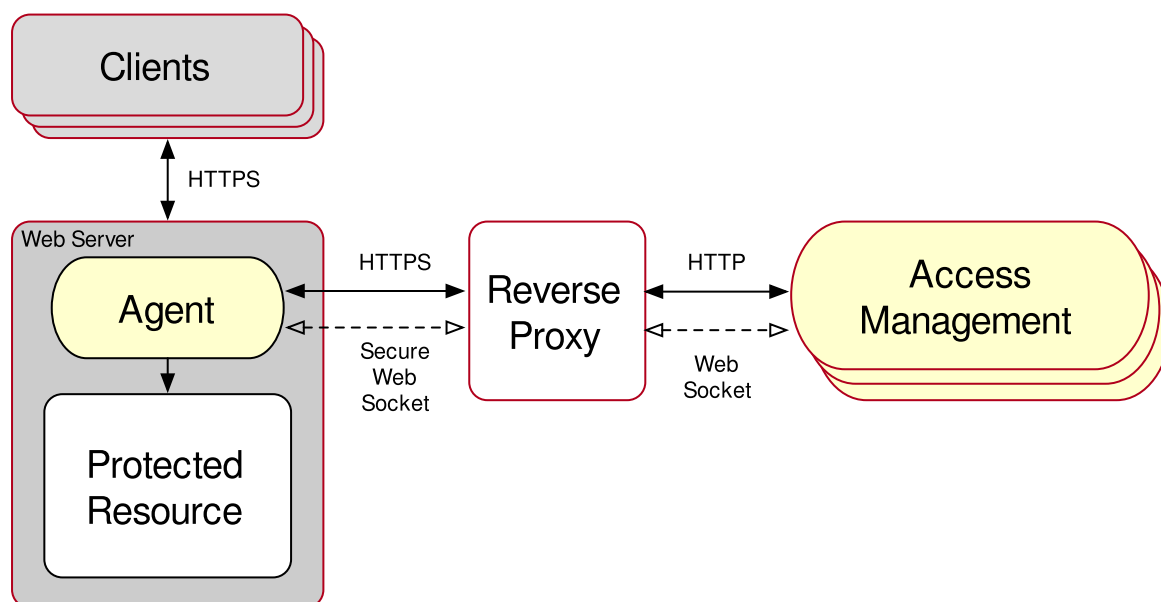 Clients
HTTPS
Web Server
Agent
Protected
Resource
HTTPS
Secure
Web
Socket
Reverse
Proxy
HTTP
Web
Socket
Access
Management